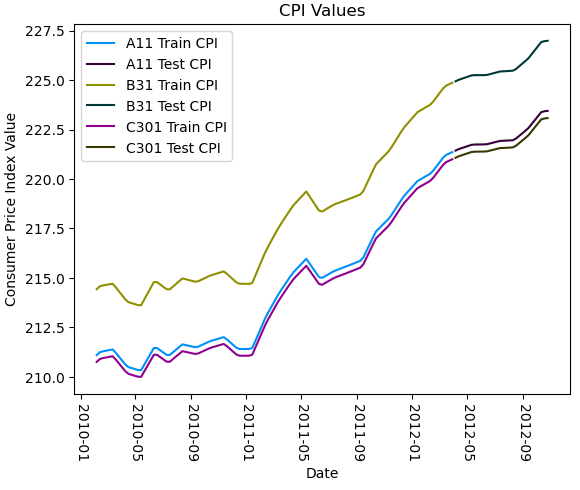 CPI Values
227.5
225.0
222.5
220.0
217.5
215.0
212.5
210.0
Consumer Price Index Value
A11 Train CPI
A11 Test CPI
B31 Train CPI
B31 Test CPI
C301 Train CPI
C301 Test CPI
2010-01
2010-05
2010-09
2011-01
2011-05
2011-09
2012-01
2012-05
2012-09
Date